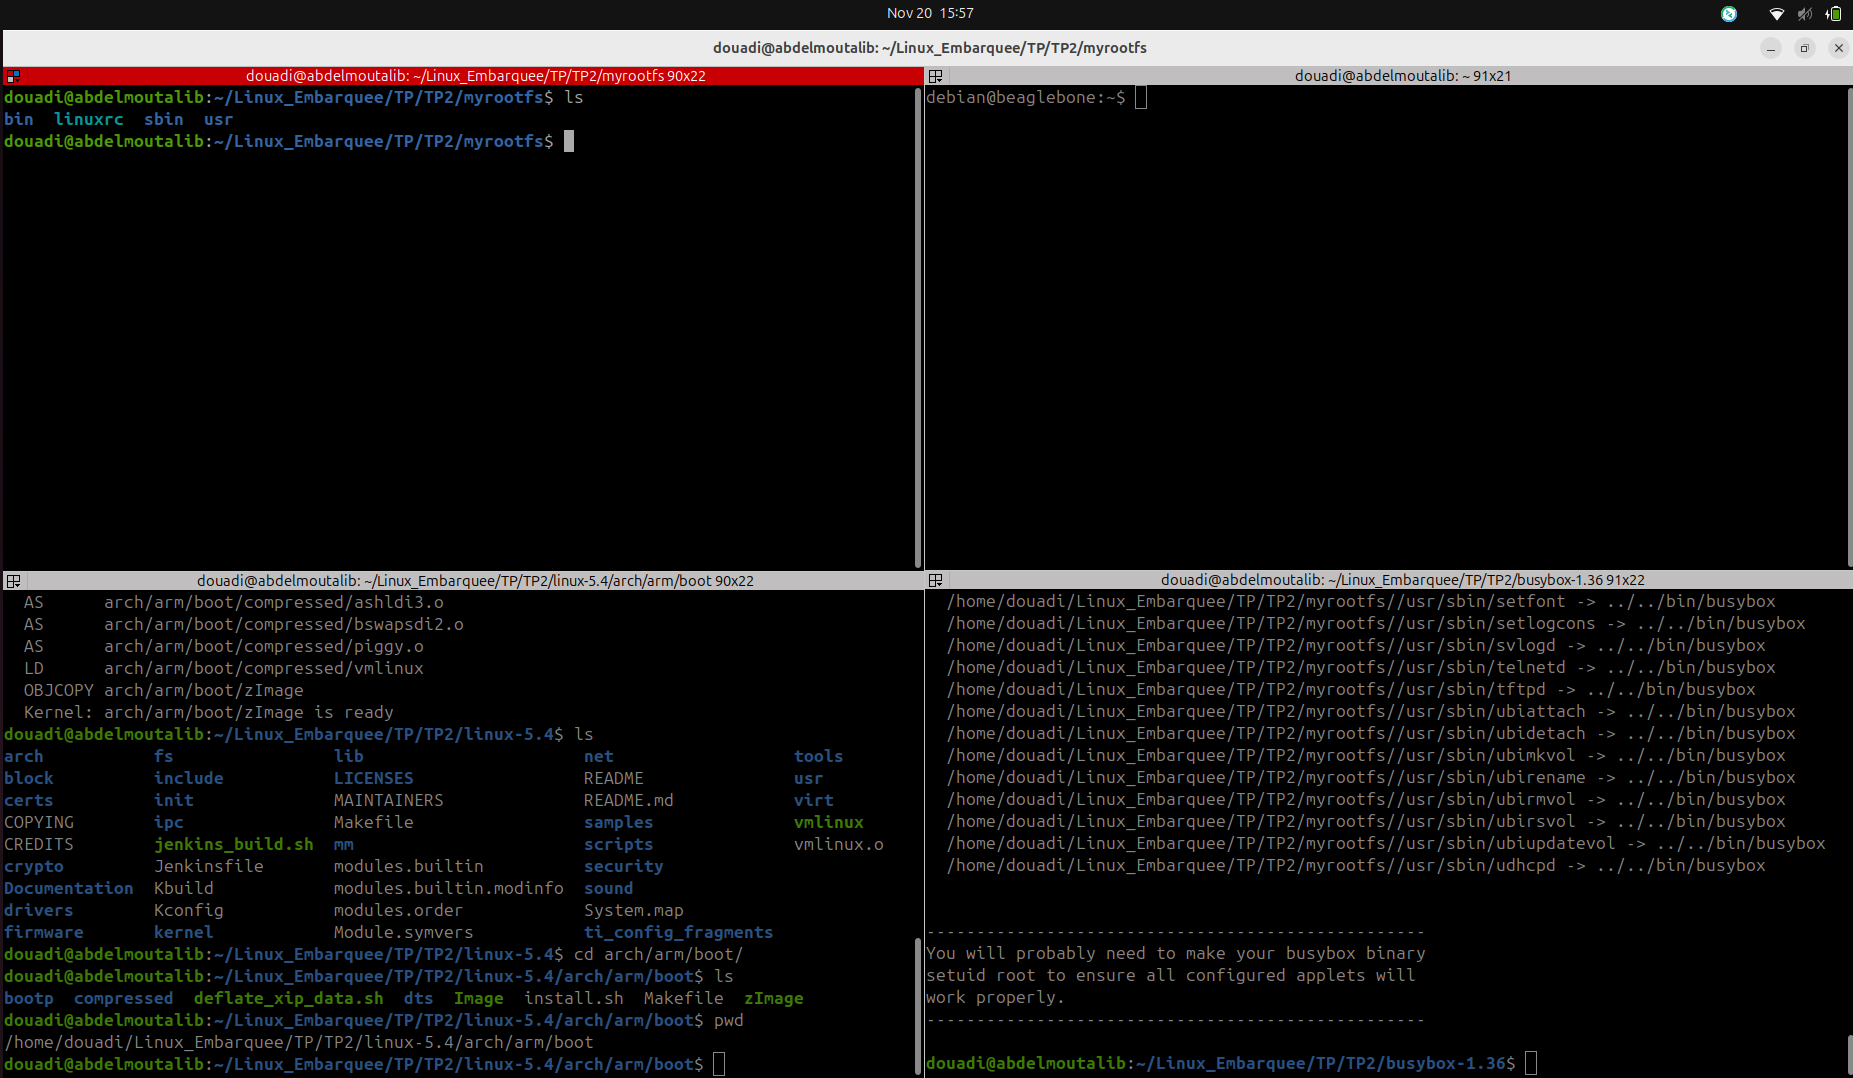 Nov 20 15:57
douadi@abdelmoutalib: ~/Linux_Embarquee/TP/TP2/myrootfs
douadi@abdelmoutalib: ~/Linux_Embarquee/TP/TP2/myrootfs 90x22
douadi@abdelmoutalib:~/Linux_Embarquee/TP/TP2/myrootfs$ ls
bin  linuxrc  sbin  usr
douadi@abdelmoutalib:~/Linux_Embarquee/TP/TP2/myrootfs$
douadi@abdelmoutalib: ~ 91x21
debian@beaglebone:~$
douadi@abdelmoutalib: ~/Linux_Embarquee/TP/TP2/linux-5.4/arch/arm/boot 90x22
  AS      arch/arm/boot/compressed/ashldi3.o
  AS      arch/arm/boot/compressed/bswapsdi2.o
  AS      arch/arm/boot/compressed/piggy.o
  LD      arch/arm/boot/compressed/vmlinux
  OBJCOPY arch/arm/boot/zImage
  Kernel: arch/arm/boot/zImage is ready
douadi@abdelmoutalib:~/Linux_Embarquee/TP/TP2/linux-5.4$ ls
arch           fs               lib                      net                  tools
block          include          LICENSES                 README               usr
certs          init             MAINTAINERS              README.md            virt
COPYING        ipc              Makefile                 samples              vmlinux
CREDITS        jenkins_build.sh  mm                       scripts              vmlinux.o
crypto         Jenkinsfile      modules.builtin          security
Documentation  Kbuild           modules.builtin.modinfo  sound
drivers        Kconfig          modules.order            System.map
firmware       kernel           Module.symvers           ti_config_fragments
douadi@abdelmoutalib:~/Linux_Embarquee/TP/TP2/linux-5.4$ cd arch/arm/boot/
douadi@abdelmoutalib:~/Linux_Embarquee/TP/TP2/linux-5.4/arch/arm/boot$ ls
bootp  compressed  deflate_xip_data.sh  dts  Image  install.sh  Makefile  zImage
douadi@abdelmoutalib:~/Linux_Embarquee/TP/TP2/linux-5.4/arch/arm/boot$ pwd
/home/douadi/Linux_Embarquee/TP/TP2/linux-5.4/arch/arm/boot
douadi@abdelmoutalib:~/Linux_Embarquee/TP/TP2/linux-5.4/arch/arm/boot$
douadi@abdelmoutalib: ~/Linux_Embarquee/TP/TP2/busybox-1.36 91x22
  /home/douadi/Linux_Embarquee/TP/TP2/myrootfs//usr/sbin/setfont -> ../../bin/busybox
  /home/douadi/Linux_Embarquee/TP/TP2/myrootfs//usr/sbin/setlogcons -> ../../bin/busybox
  /home/douadi/Linux_Embarquee/TP/TP2/myrootfs//usr/sbin/svlogd -> ../../bin/busybox
  /home/douadi/Linux_Embarquee/TP/TP2/myrootfs//usr/sbin/telnetd -> ../../bin/busybox
  /home/douadi/Linux_Embarquee/TP/TP2/myrootfs//usr/sbin/tftpd -> ../../bin/busybox
  /home/douadi/Linux_Embarquee/TP/TP2/myrootfs//usr/sbin/ubiattach -> ../../bin/busybox
  /home/douadi/Linux_Embarquee/TP/TP2/myrootfs//usr/sbin/ubidetach -> ../../bin/busybox
  /home/douadi/Linux_Embarquee/TP/TP2/myrootfs//usr/sbin/ubimkvol -> ../../bin/busybox
  /home/douadi/Linux_Embarquee/TP/TP2/myrootfs//usr/sbin/ubirename -> ../../bin/busybox
  /home/douadi/Linux_Embarquee/TP/TP2/myrootfs//usr/sbin/ubirmvol -> ../../bin/busybox
  /home/douadi/Linux_Embarquee/TP/TP2/myrootfs//usr/sbin/ubirsvol -> ../../bin/busybox
  /home/douadi/Linux_Embarquee/TP/TP2/myrootfs//usr/sbin/ubiupdatevol -> ../../bin/busybox
  /home/douadi/Linux_Embarquee/TP/TP2/myrootfs//usr/sbin/udhcpd -> ../../bin/busybox
--------------------------------------------------
You will probably need to make your busybox binary
setuid root to ensure all configured applets will
work properly.
--------------------------------------------------
douadi@abdelmoutalib:~/Linux_Embarquee/TP/TP2/busybox-1.36$